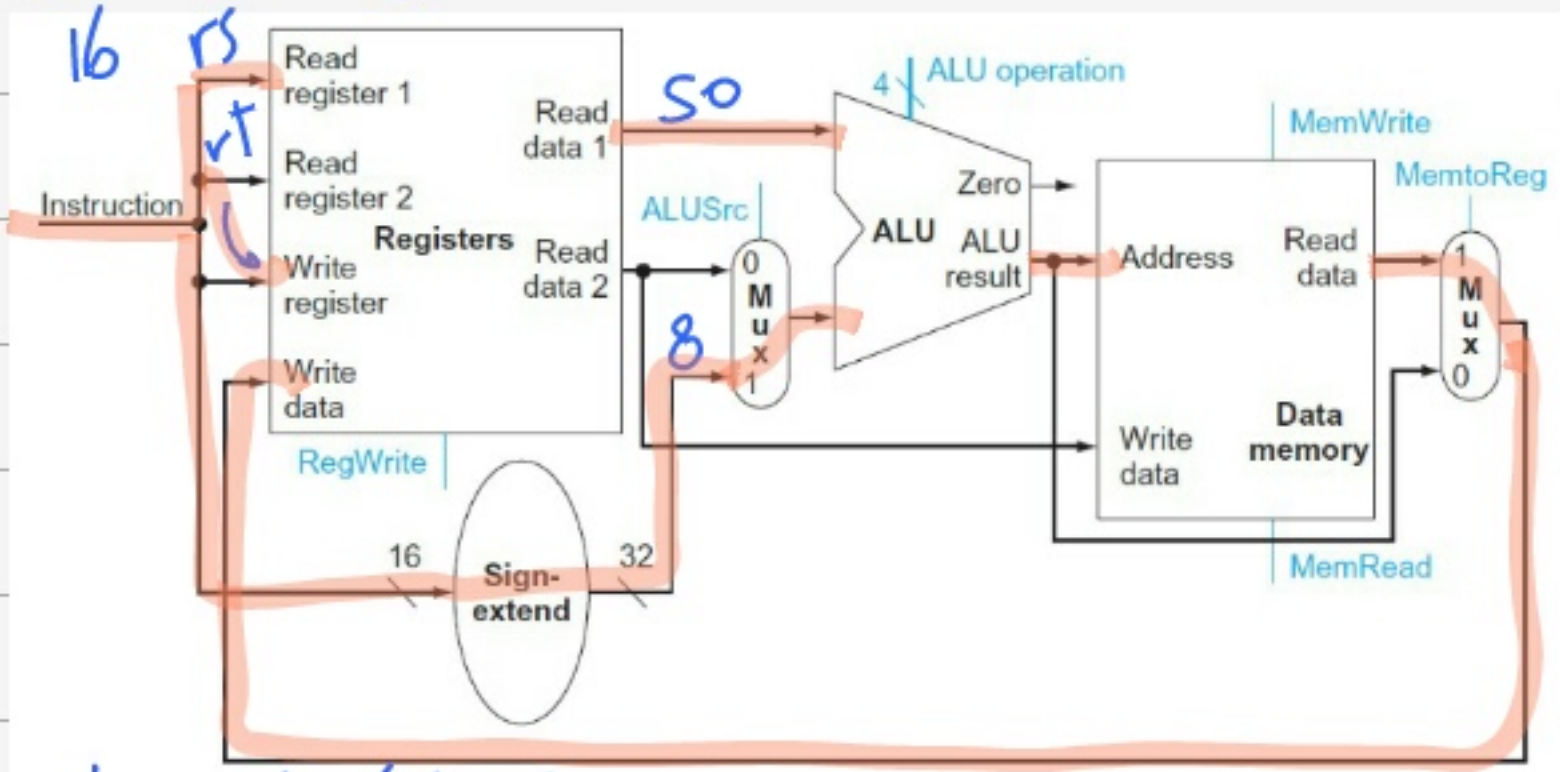 16
rs
rt
Instruction
Read
register 1
Read
register 2
Write
register
Write
data
Registers
Read
data 1
Read
data 2
RegWrite
16
Sign-
extend
32
50
8
ALUSrc
0
M
u
x
1
4
ALU operation
ALU
Zero
ALU
result
Address
Write
data
Read
data
Data
memory
MemWrite
MemRead
MemtoReg
1
M
u
x
0